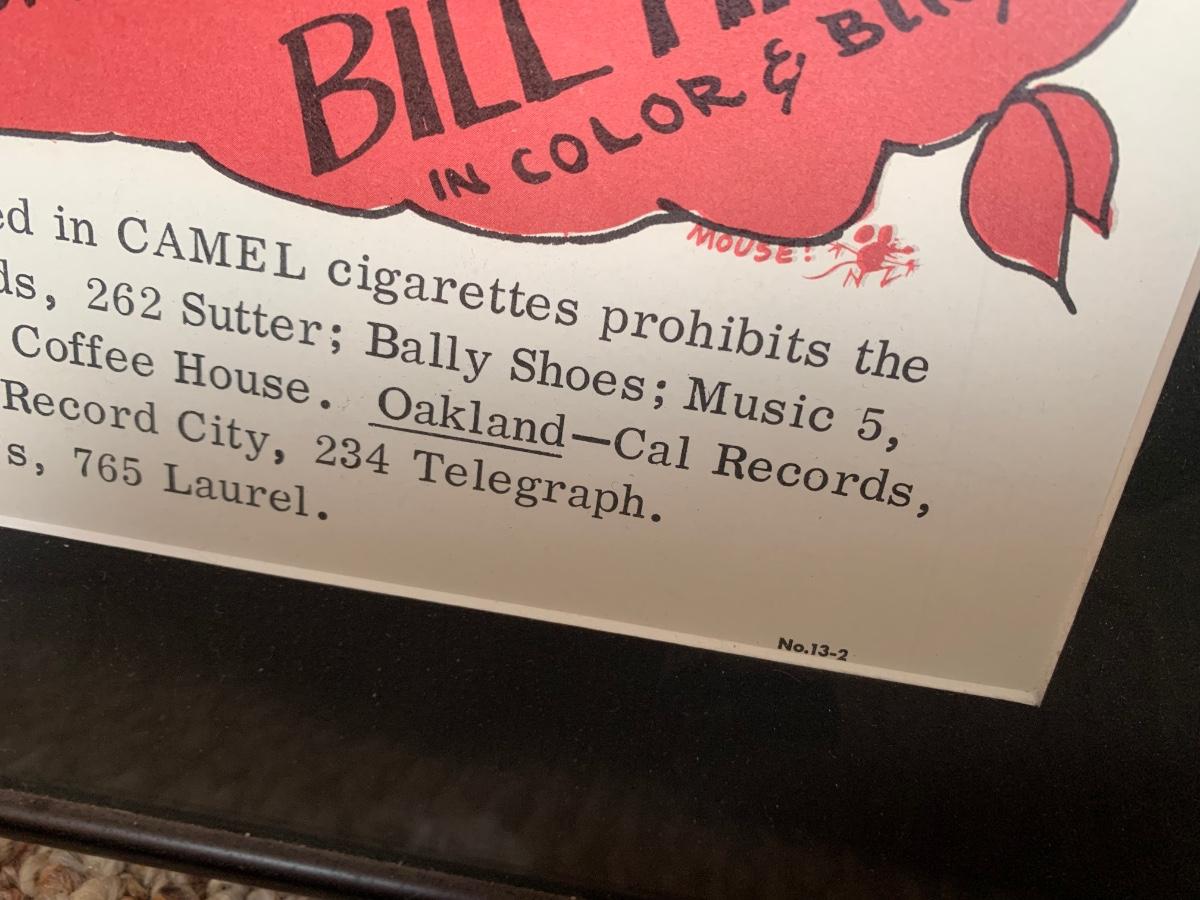 BILL
IN COLOR &
MOUSE!
ed in CAMEL cigarettes prohibits the
ds, 262 Sutter; Bally Shoes; Music 5,
Coffee House. Oakland—Cal Records,
Record City, 234 Telegraph.
s, 765 Laurel.
No.13-2